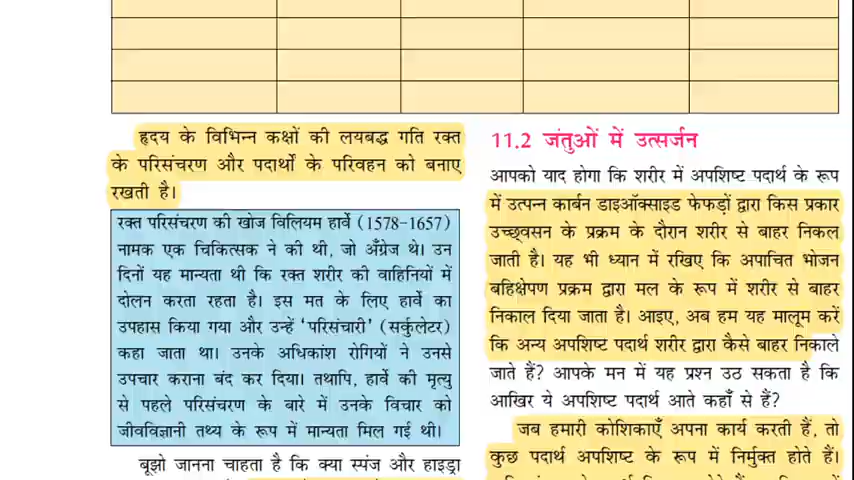 हृदय के विभिन्न कक्षों की लयबद्ध गति रक्त
के परिसंचरण और पदार्थों के परिवहन को बनाए
रखती है।
रक्त परिसंचरण की खोज विलियम हार्वे (1578-1657)
नामक एक चिकित्सक ने की थी, जो अँग्रेज थे। उन
दिनों यह मान्यता थी कि रक्त शरीर की वाहिनियों में
दोलन करता रहता है। इस मत के लिए हार्वे का
उपहास किया गया और उन्हें 'परिसंचारी' (सर्कुलेटर)
कहा जाता था। उनके अधिकांश रोगियों ने उनसे
उपचार कराना बंद कर दिया। तथापि, हार्वे की मृत्यु
से पहले परिसंचरण के बारे में उनके विचार को
जीवविज्ञानी तथ्य के रूप में मान्यता मिल गई थी।
बूझो जानना चाहता है कि क्या स्पंज और हाइड्रा
11.2 जंतुओं में उत्सर्जन
आपको याद होगा कि शरीर में अपशिष्ट पदार्थ के रूप
में उत्पन्न कार्बन डाइऑक्साइड फेफड़ों द्वारा किस प्रकार
उच्छ्वसन के प्रक्रम के दौरान शरीर से बाहर निकल
जाती है। यह भी ध्यान में रखिए कि अपाचित भोजन
बहिक्षेपण प्रक्रम द्वारा मल के रूप में शरीर से बाहर
निकाल दिया जाता है। आइए, अब हम यह मालूम करें
कि अन्य अपशिष्ट पदार्थ शरीर द्वारा कैसे बाहर निकाले
जाते हैं? आपके मन में यह प्रश्न उठ सकता है कि
आखिर ये अपशिष्ट पदार्थ आते कहाँ से हैं?
जब हमारी कोशिकाएँ अपना कार्य करती हैं, तो
कुछ पदार्थ अपशिष्ट के रूप में निर्मुक्त होते हैं।